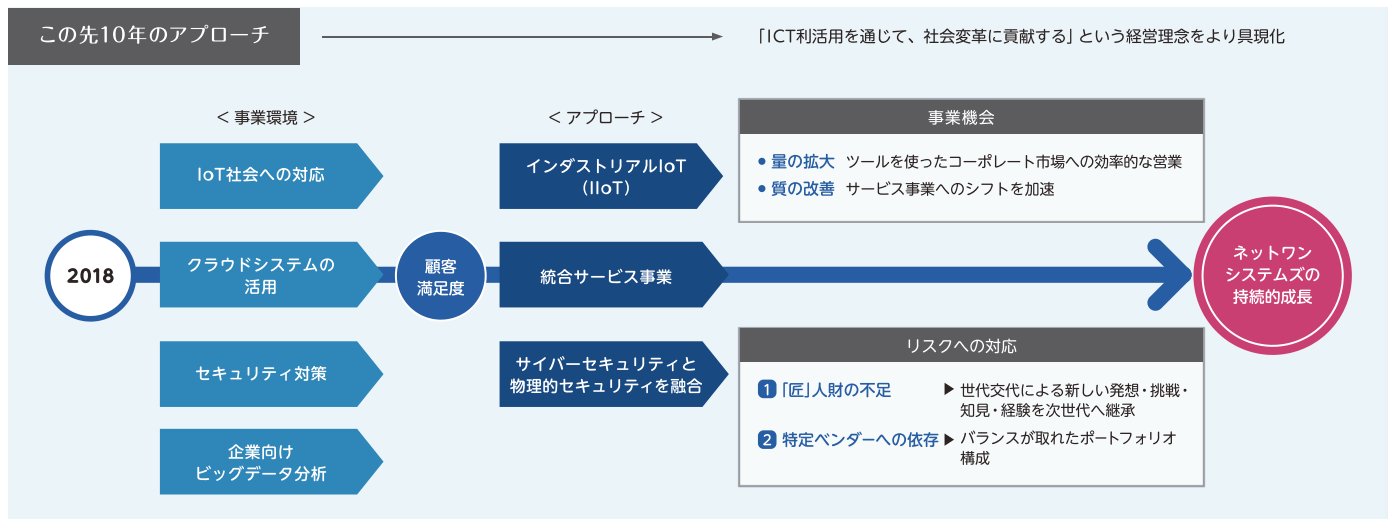 この先10年のアプローチ
「ICT利活用を通じて、社会変革に貢献する」という経営理念をより具現化
＜事業環境＞
IoT社会への対応
クラウドシステムの
活用
セキュリティ対策
企業向け
ビッグデータ分析
2018
顧客
満足度
＜アプローチ＞
インダストリアルIoT
（IIoT）
統合サービス事業
サイバーセキュリティと
物理的セキュリティを融合
事業機会
• 量の拡大 ツールを使ったコーポレート市場への効率的な営業
• 質の改善 サービス事業へのシフトを加速
リスクへの対応
1 「匠」人財の不足 ▶ 世代交代による新しい発想・挑戦・
知見・経験を次世代へ継承
2 特定ベンダーへの依存 ▶ バランスが取れたポートフォリオ
構成
ネットワン
システムズの
持続的成長